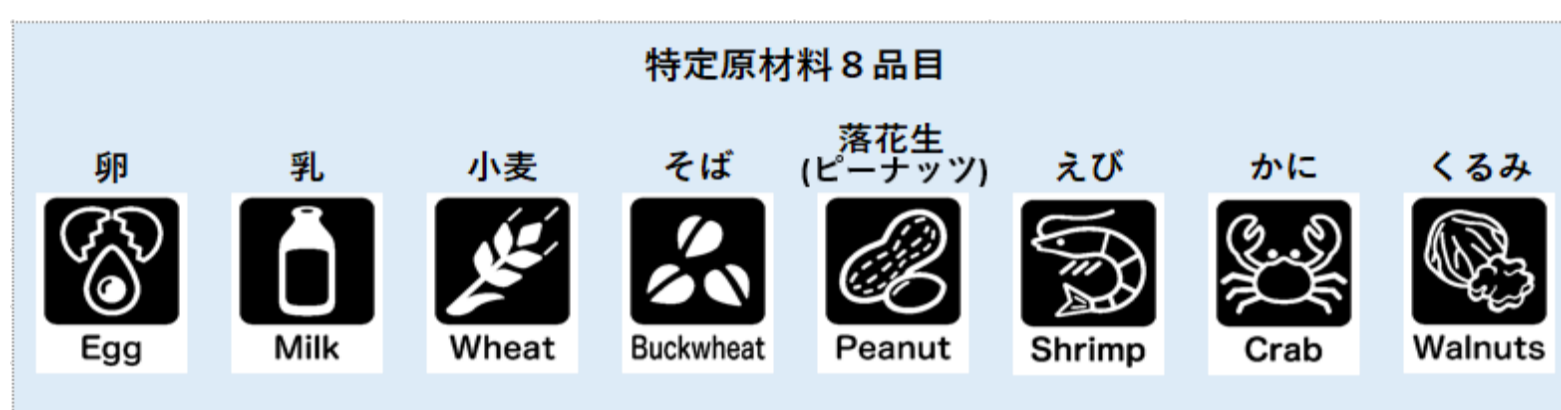 特定原材料８品目
卵
乳
小麦
そば
落花生
(ピーナッツ)
えび
かに
くるみ
Egg
Milk
Wheat
Buckwheat
Peanut
Shrimp
Crab
Walnuts